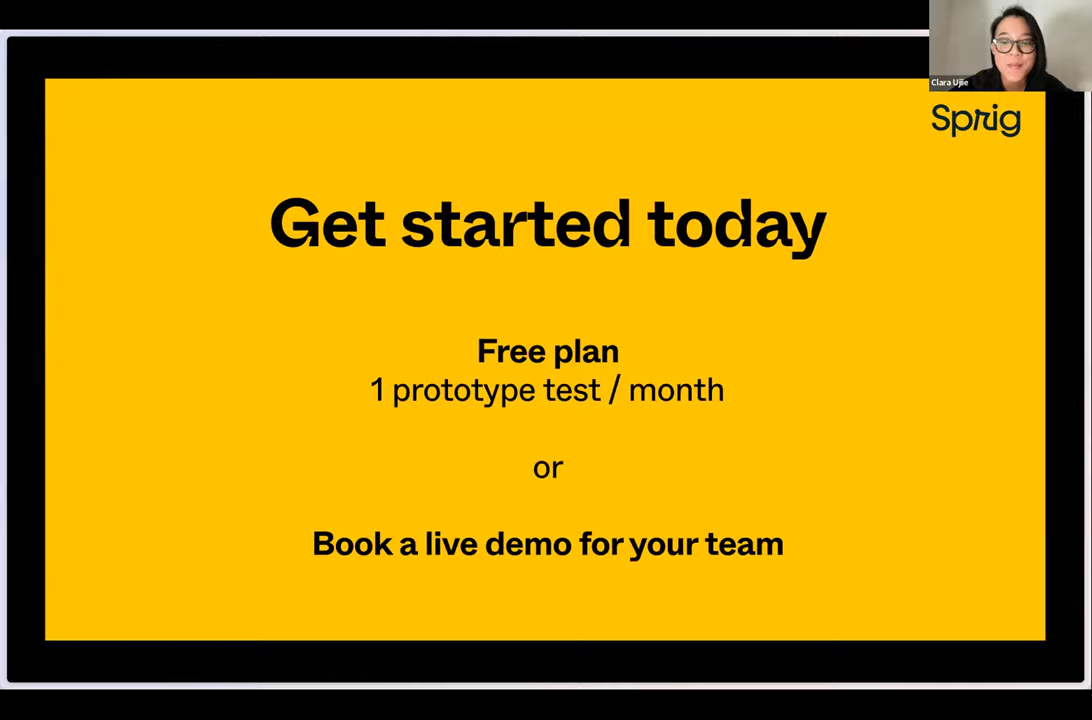 Clara Ujiie
Sprig
Get started today
Free plan
1 prototype test / month
or
Book a live demo for your team